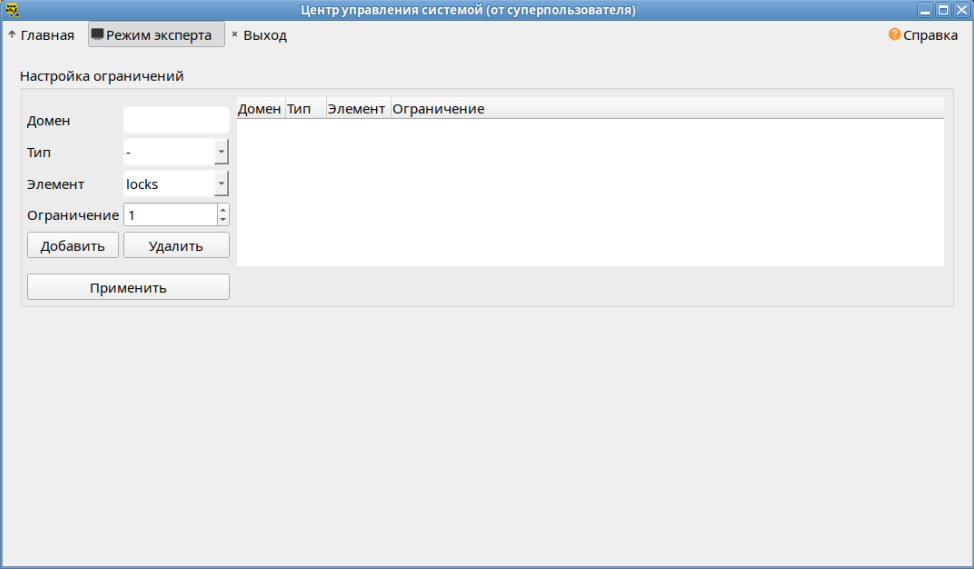 Центр управления системой (от суперпользователя)
Главная Режим эксперта Выход Справка
Настройка ограничений
Домен Тип Элемент Ограничение
Домен
Тип -
Элемент locks
Ограничение 1
Добавить Удалить
Применить